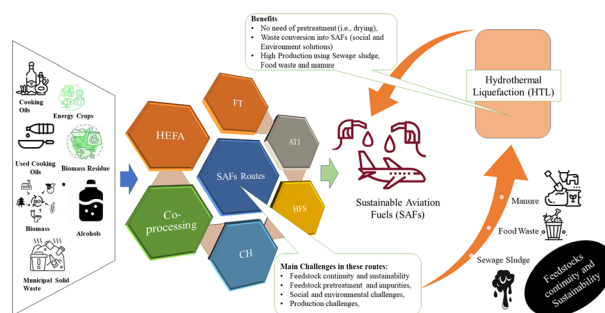 Benefits
• No need of pretreatment (i.e., drying),
• Waste conversion into SAFs (social and
Environment solutions)
• High Production using Sewage sludge,
Food waste and manure
Hydrothermal
Liquefaction (HTL)
Cooking
Oils
Energy Crops
Used Cooking
Oils
Biomass Residue
Biomass
Alcohols
Municipal Solid
Waste
HEFA
FT
ATJ
SAFs Routes
HFS
Co-
processing
CH
Sustainable Aviation
Fuels (SAFs)
Main Challenges in these routes:
• Feedstock continuity and sustainability
• Feedstock pretreatment and impurities,
• Social and environmental challenges,
• Production challenges,
Manure
Food Waste
Sewage Sludge
Feedstocks
continuity and
Sustainability